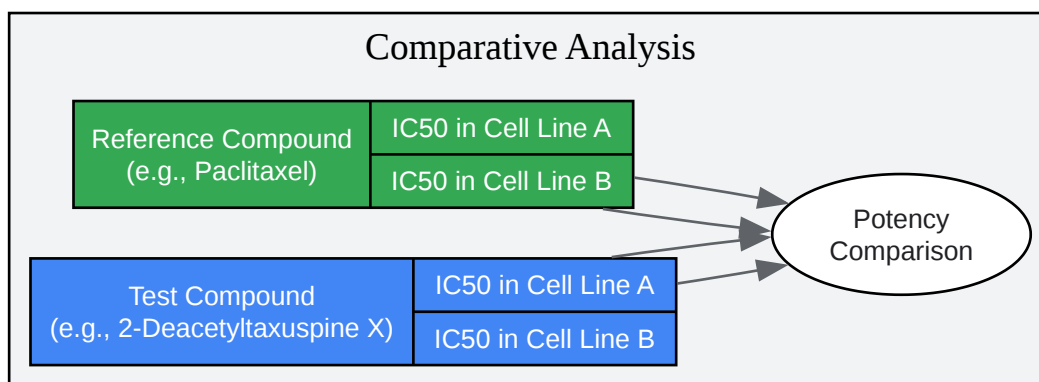 Comparative Analysis
Reference Compound
(e.g., Paclitaxel)
IC50 in Cell Line A
IC50 in Cell Line B
Potency
Comparison
Test Compound
(e.g., 2-Deacetyltaxuspine X)
IC50 in Cell Line A
IC50 in Cell Line B